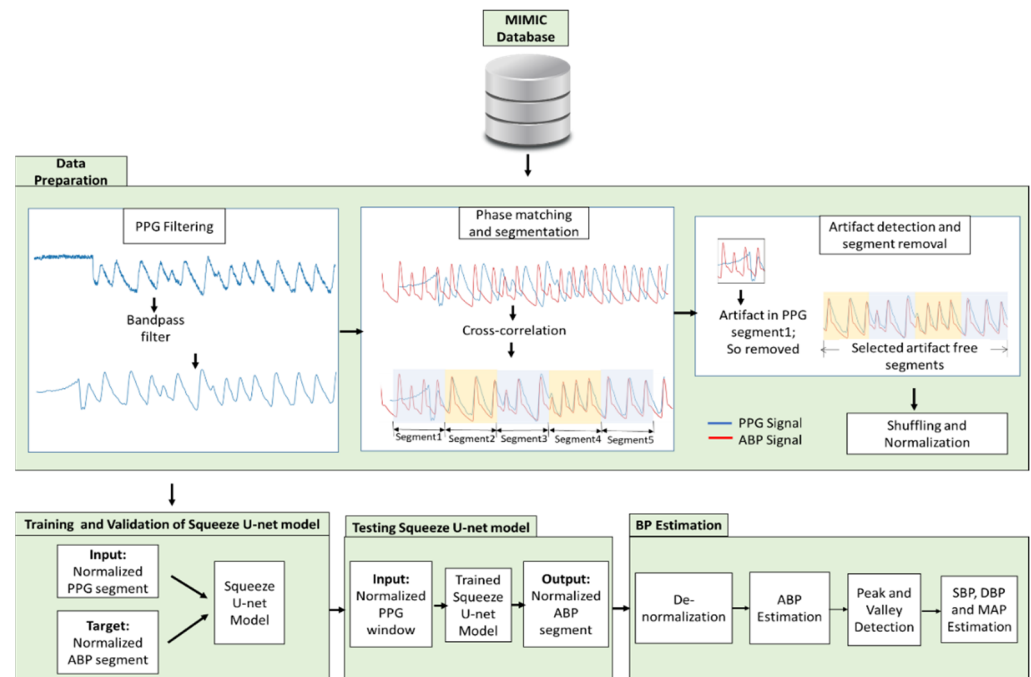 MIMIC
Database
Data
Preparation
PPG Filtering
Bandpass
filter
Phase matching
and segmentation
Cross-correlation
Segment1
Segment2
Segment3
Segment4
Segment5
Artifact detection and
segment removal
Artifact in PPG
segment1;
So removed
Selected artifact free
segments
PPG Signal
ABP Signal
Shuffling and
Normalization
Training and Validation of Squeeze U-net model
Input:
Normalized
PPG segment
Target:
Normalized
ABP segment
Squeeze
U-net
Model
Testing Squeeze U-net model
Input:
Normalized
PPG
window
Trained
Squeeze
U-net
Model
Output:
Normalized
ABP
segment
BP Estimation
De-
normalization
ABP
Estimation
Peak and
Valley
Detection
SBP, DBP
and MAP
Estimation